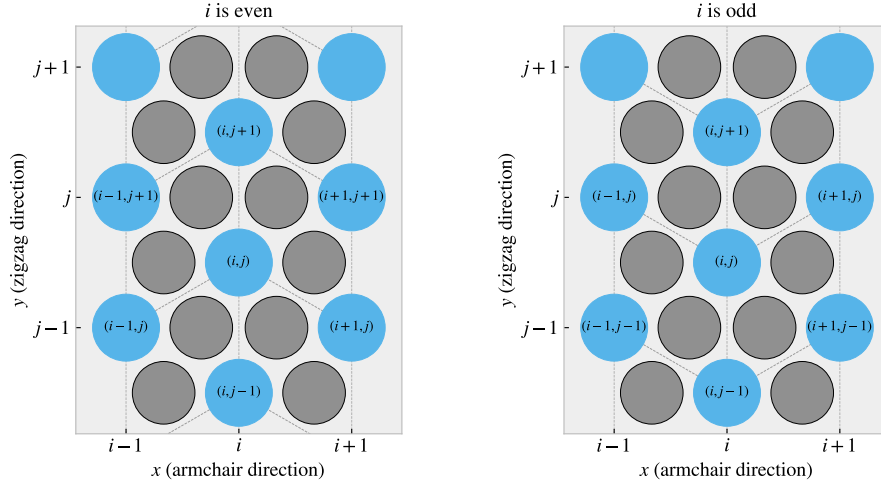 i is even
j + 1
j
j − 1
y (zigzag direction)
(i, j + 1)
(i − 1, j + 1)
(i + 1, j + 1)
(i, j)
(i − 1, j)
(i + 1, j)
(i, j − 1)
i − 1
i
i + 1
x (armchair direction)
i is odd
j + 1
j
j − 1
y (zigzag direction)
(i, j + 1)
(i − 1, j)
(i + 1, j)
(i, j)
(i − 1, j − 1)
(i + 1, j − 1)
(i, j − 1)
i − 1
i
i + 1
x (armchair direction)